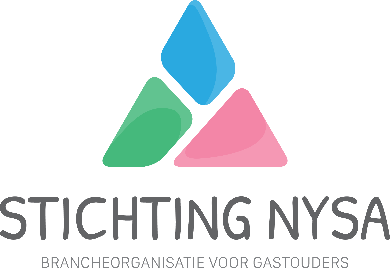 STICHTING NYSA
BRANCHEORGANISATIE VOOR GASTOUDERS